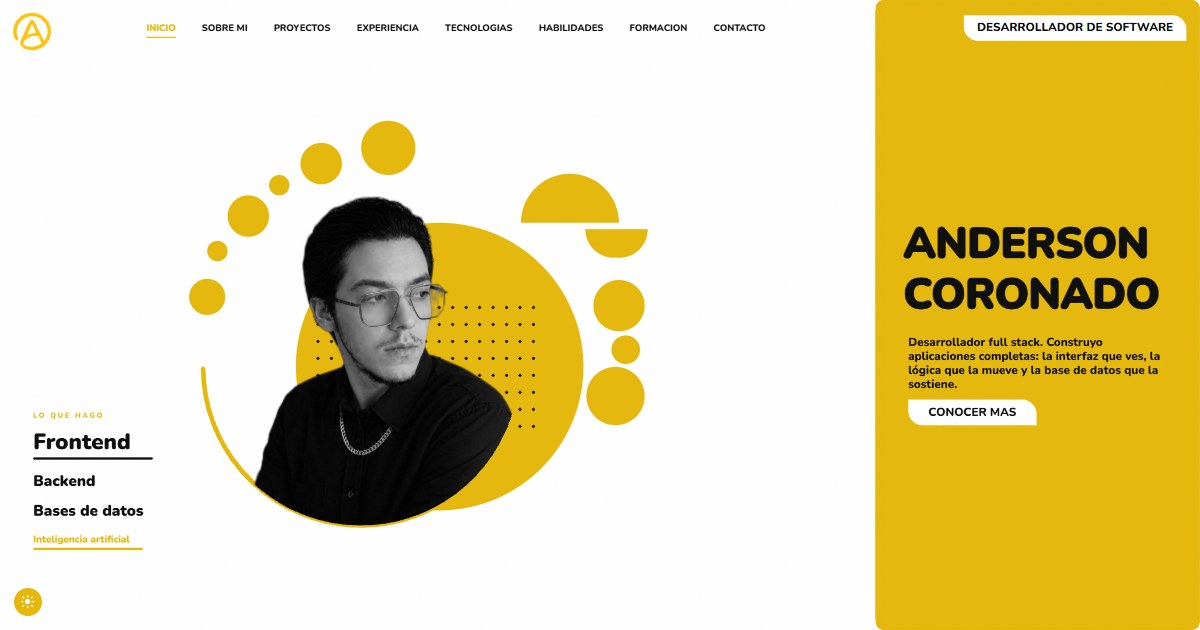 INICIO SOBRE MI PROYECTOS EXPERIENCIA TECNOLOGIAS HABILIDADES FORMACION CONTACTO
DESARROLLADOR DE SOFTWARE
ANDERSON
CORONADO
Desarrollador full stack. Construyo
aplicaciones completas: la interfaz que ves, la
lógica que la mueve y la base de datos que la
sostiene.
CONOCER MAS
LO QUE HAGO
Frontend
Backend
Bases de datos
Inteligencia artificial